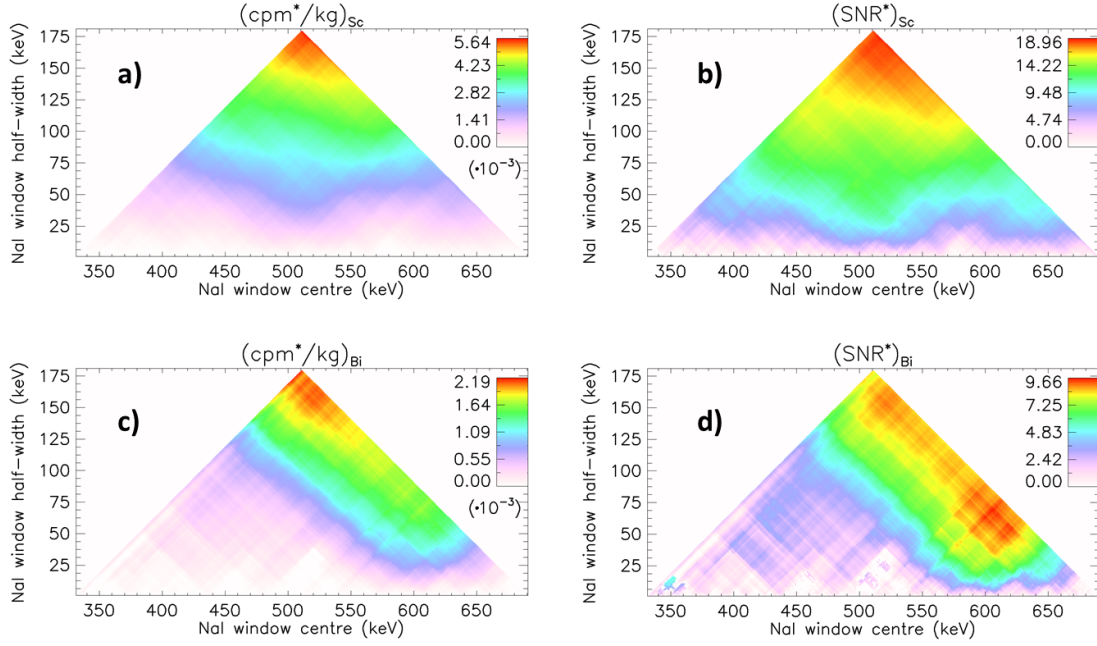 (cpm*/kg)Sc
a)
NaI window half−width (keV)
175
150
125
100
75
50
25
5.64
4.23
2.82
1.41
0.00
(·10⁻³)
350 400 450 500 550 600 650
NaI window centre (keV)
(SNR*)Sc
b)
NaI window half−width (keV)
175
150
125
100
75
50
25
18.96
14.22
9.48
4.74
0.00
350 400 450 500 550 600 650
NaI window centre (keV)
(cpm*/kg)Bi
c)
NaI window half−width (keV)
175
150
125
100
75
50
25
2.19
1.64
1.09
0.55
0.00
(·10⁻³)
350 400 450 500 550 600 650
NaI window centre (keV)
(SNR*)Bi
d)
NaI window half−width (keV)
175
150
125
100
75
50
25
9.66
7.25
4.83
2.42
0.00
350 400 450 500 550 600 650
NaI window centre (keV)